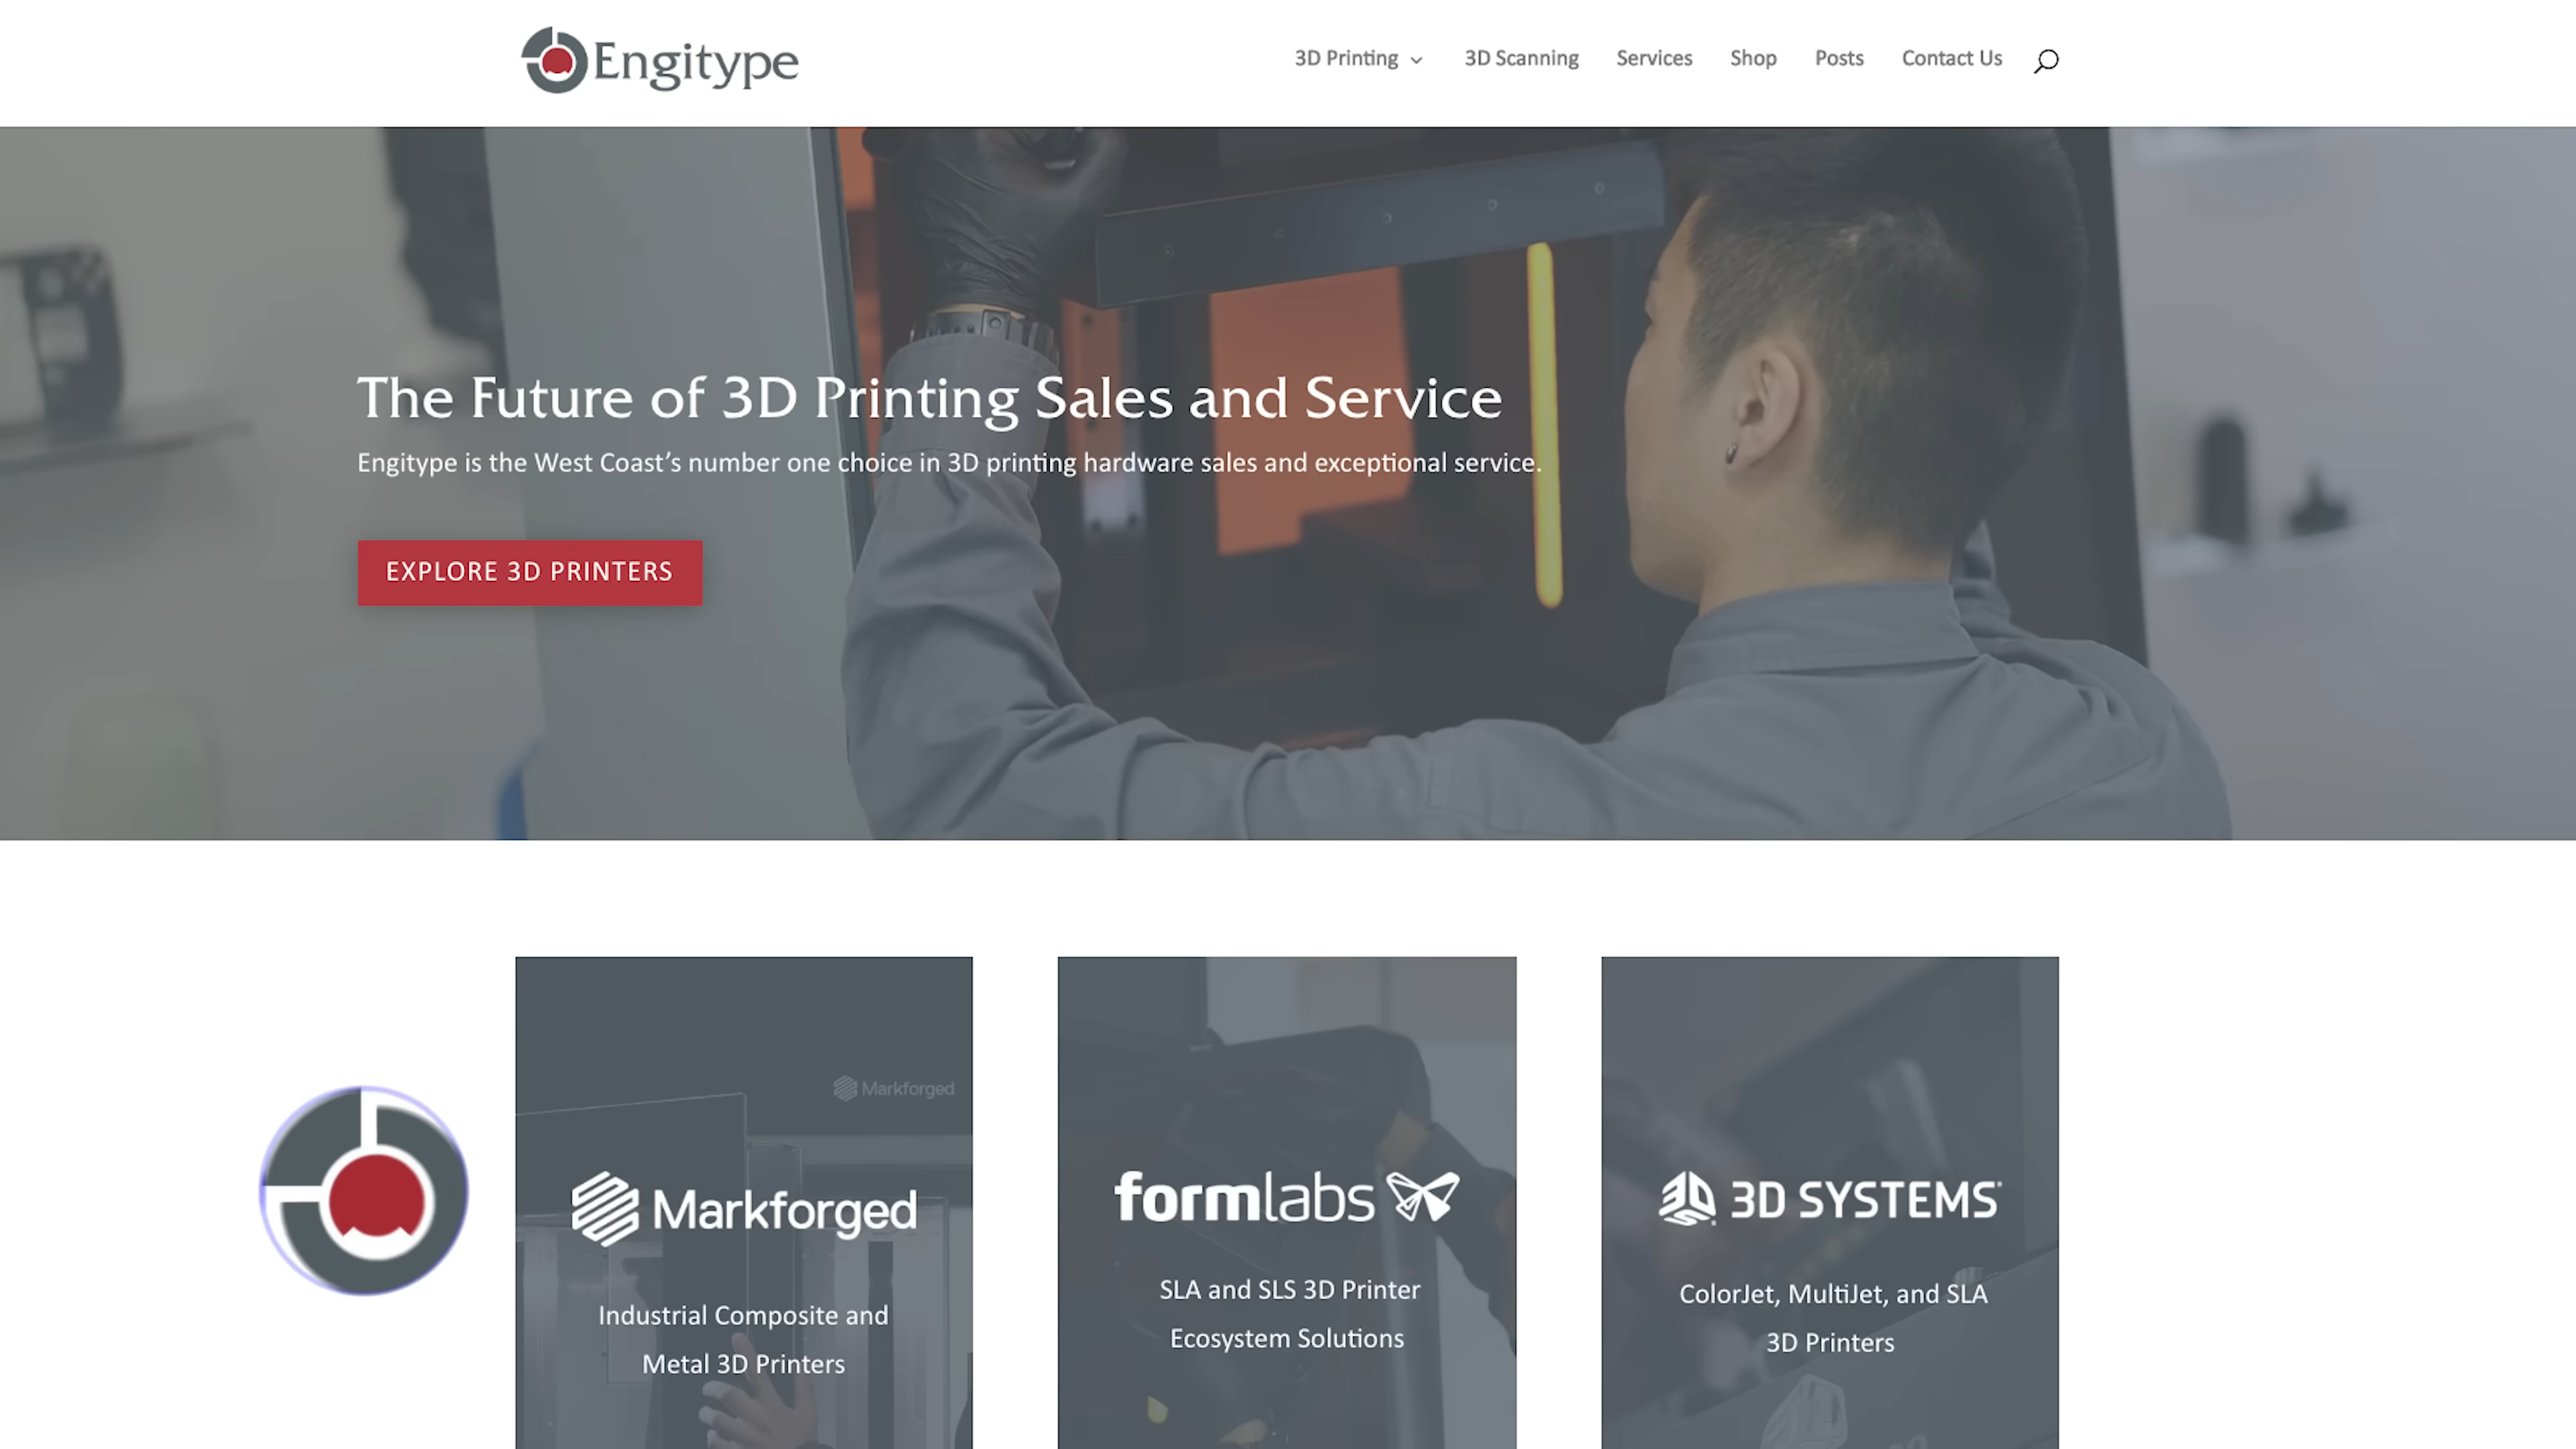 Engitype
3D Printing
3D Scanning
Services
Shop
Posts
Contact Us
The Future of 3D Printing Sales and Service
Engitype is the West Coast’s number one choice in 3D printing hardware sales and exceptional service.
EXPLORE 3D PRINTERS
Markforged
Markforged
Industrial Composite and
Metal 3D Printers
formlabs
SLA and SLS 3D Printer
Ecosystem Solutions
3D SYSTEMS
ColorJet, MultiJet, and SLA
3D Printers